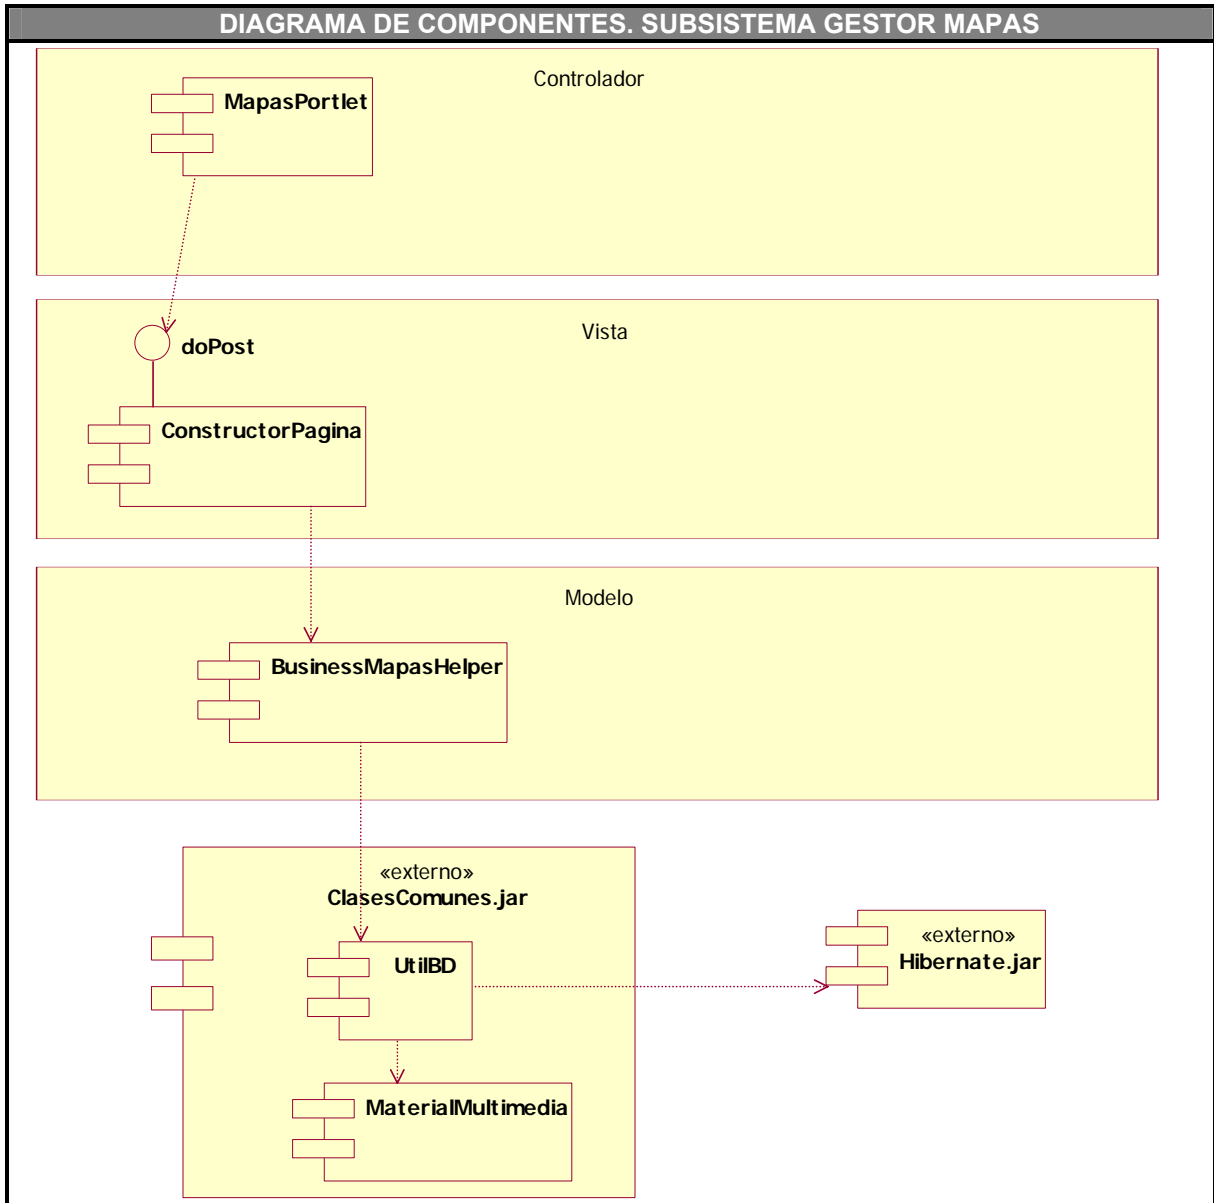 DIAGRAMA DE COMPONENTES. SUBSISTEMA GESTOR MAPAS
Controlador
MapasPortlet
Vista
doPost
ConstructorPagina
Modelo
BusinessMapasHelper
«externo»
ClasesComunes.jar
«externo»
Hibernate.jar
UtilBD
MaterialMultimedia